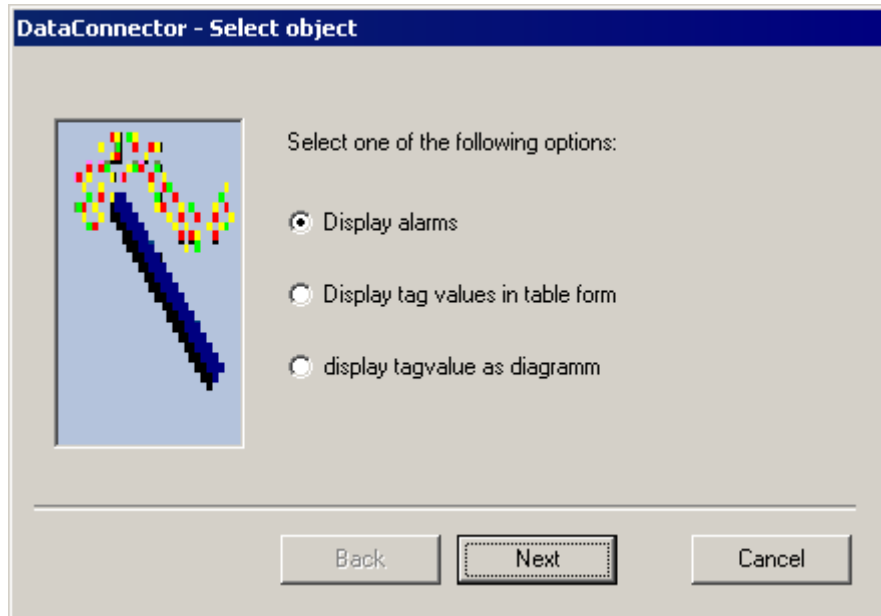 DataConnector - Select object
Select one of the following options:
Display alarms
Display tag values in table form
display tagvalue as diagramm
Back
Next
Cancel